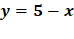 y = 5 − x